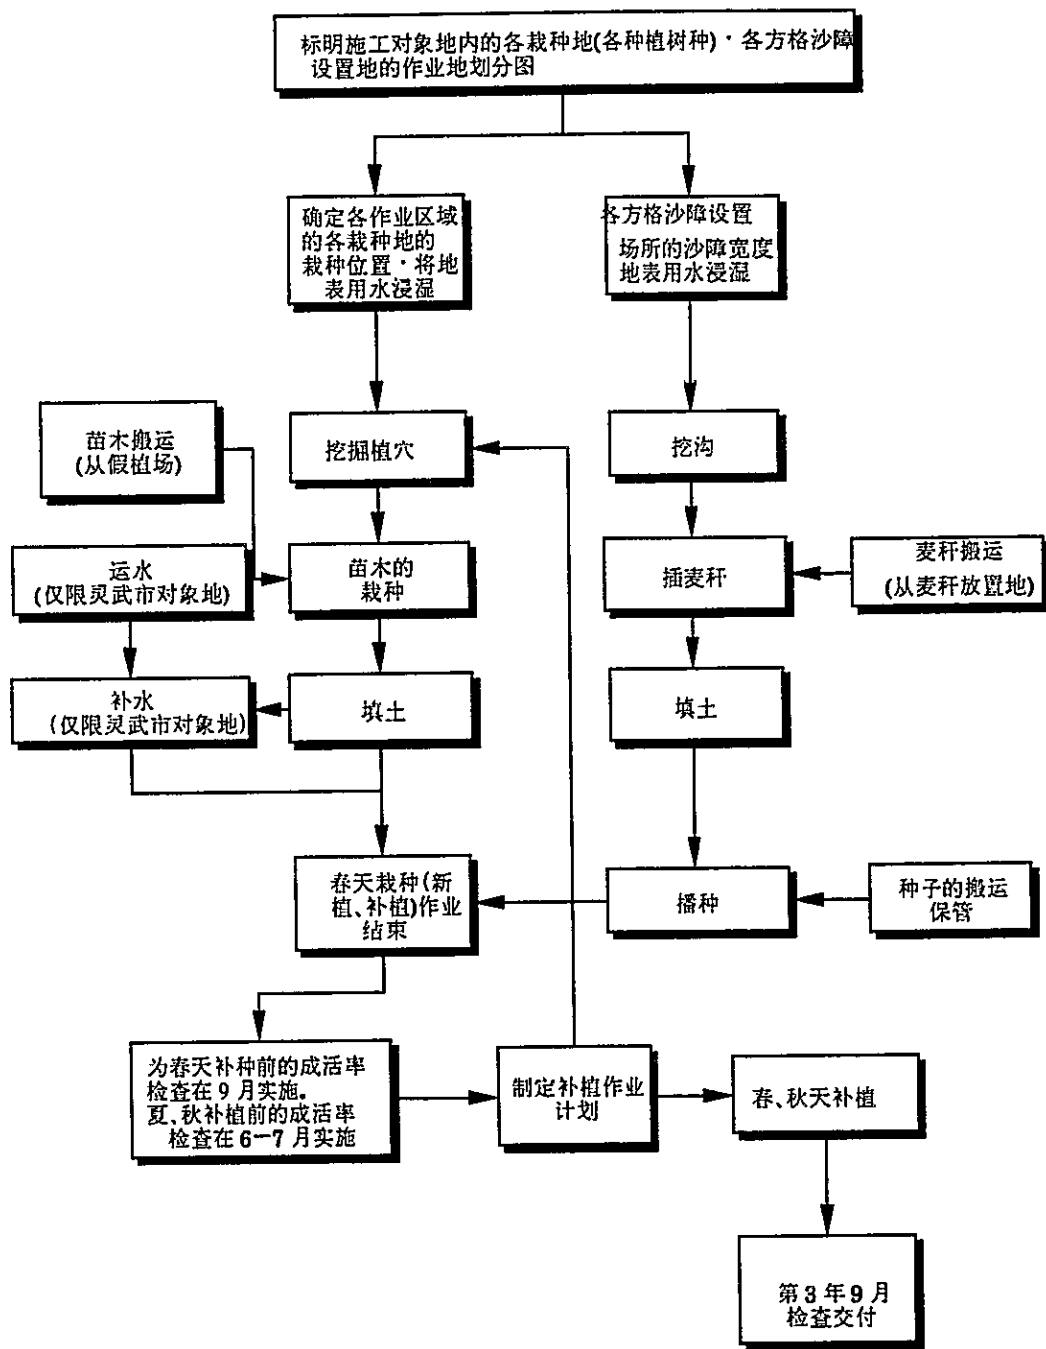 标明施工对象地内的各栽种地(各种植树种)·各方格沙障
设置地的作业地划分图
确定各作业区域
的各栽种地的
栽种位置·将地
表用水浸湿
各方格沙障设置
场所的沙障宽度
地表用水浸湿
苗木搬运
(从假植场)
挖掘植穴
挖沟
运水
(仅限灵武市对象地)
苗木的
栽种
插麦秆
麦秆搬运
(从麦秆放置地)
补水
(仅限灵武市对象地)
填土
填土
春天栽种(新
植、补植)作业
结束
播种
种子的搬运
保管
为春天补种前的成活率
检查在9月实施.
夏、秋补植前的成活率
检查在6—7月实施
制定补植作业
计划
春、秋天补植
第3年9月
检查交付